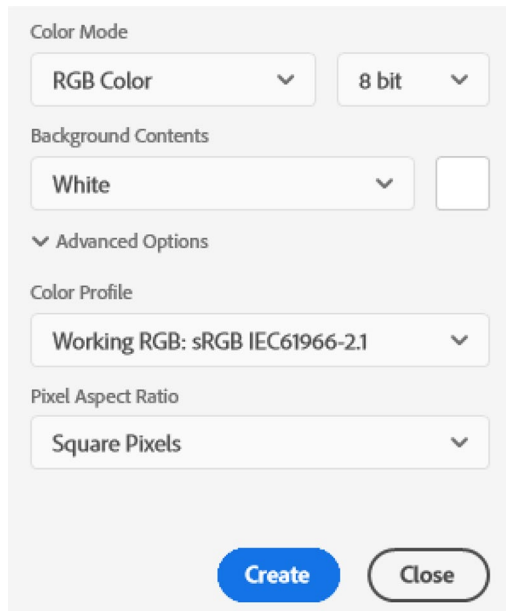 Color Mode
RGB Color 8 bit
Background Contents
White
Advanced Options
Color Profile
Working RGB: sRGB IEC61966-2.1
Pixel Aspect Ratio
Square Pixels
Create Close